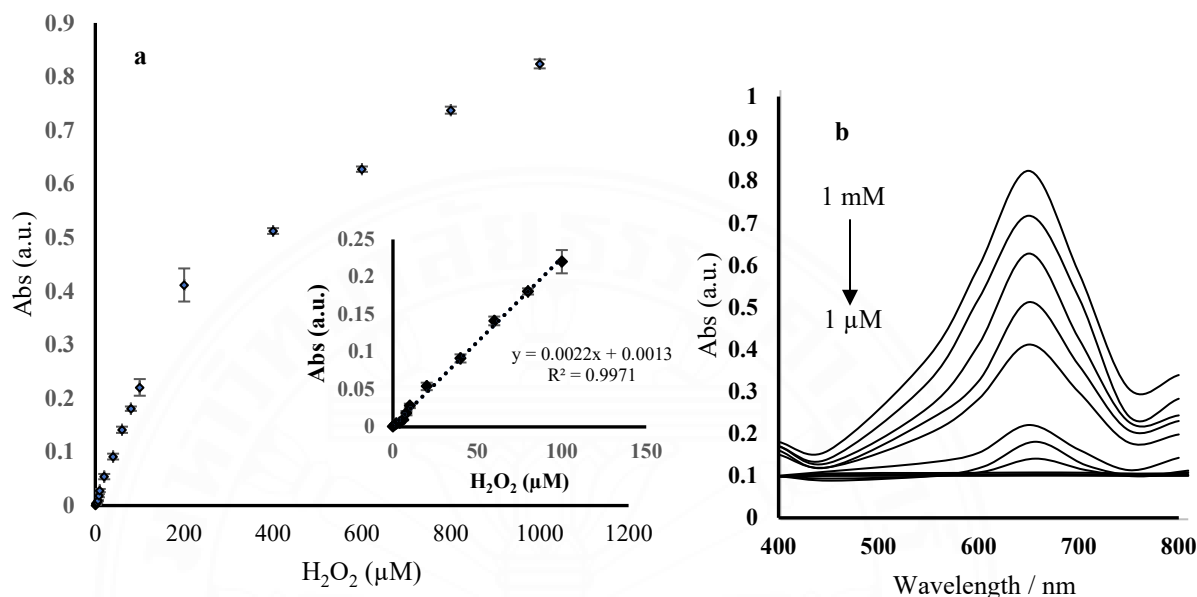 a
0.9
0.8
0.7
0.6
0.5
0.4
0.3
0.2
0.1
0
Abs (a.u.)
0 200 400 600 800 1000 1200
H₂O₂ (µM)
0.25
0.2
0.15
0.1
0.05
0
Abs (a.u.)
y = 0.0022x + 0.0013
R² = 0.9971
0 50 100 150
H₂O₂ (µM)
b
1
0.9
0.8
0.7
0.6
0.5
0.4
0.3
0.2
0.1
0
Abs (a.u.)
1 mM
1 µM
400 500 600 700 800
Wavelength / nm